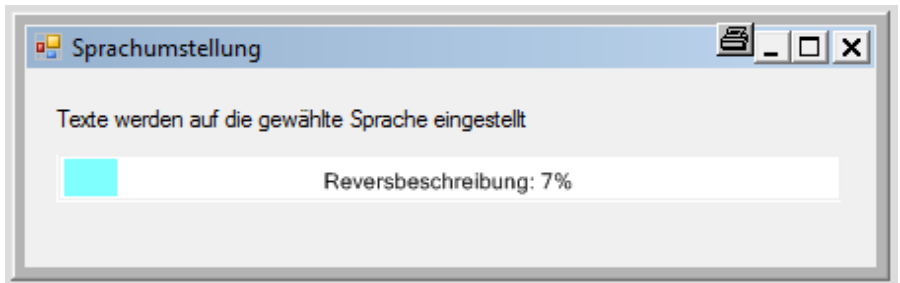 Sprachumstellung
Texte werden auf die gewählte Sprache eingestellt
Reversbeschreibung: 7%